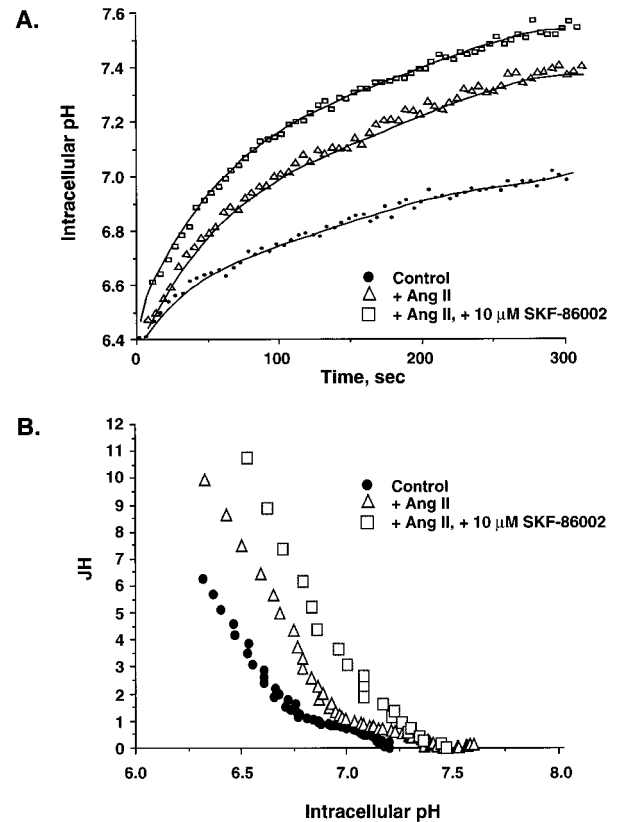 A.
7.6
7.4
7.2
7.0
6.8
6.6
6.4
Intracellular pH
Control
+ Ang II
+ Ang II, + 10 μM SKF-86002
0 100 200 300
Time, sec
B.
12
11
10
9
8
7
6
5
4
3
2
1
0
JH
Control
+ Ang II
+ Ang II, + 10 μM SKF-86002
6.0 6.5 7.0 7.5 8.0
Intracellular pH